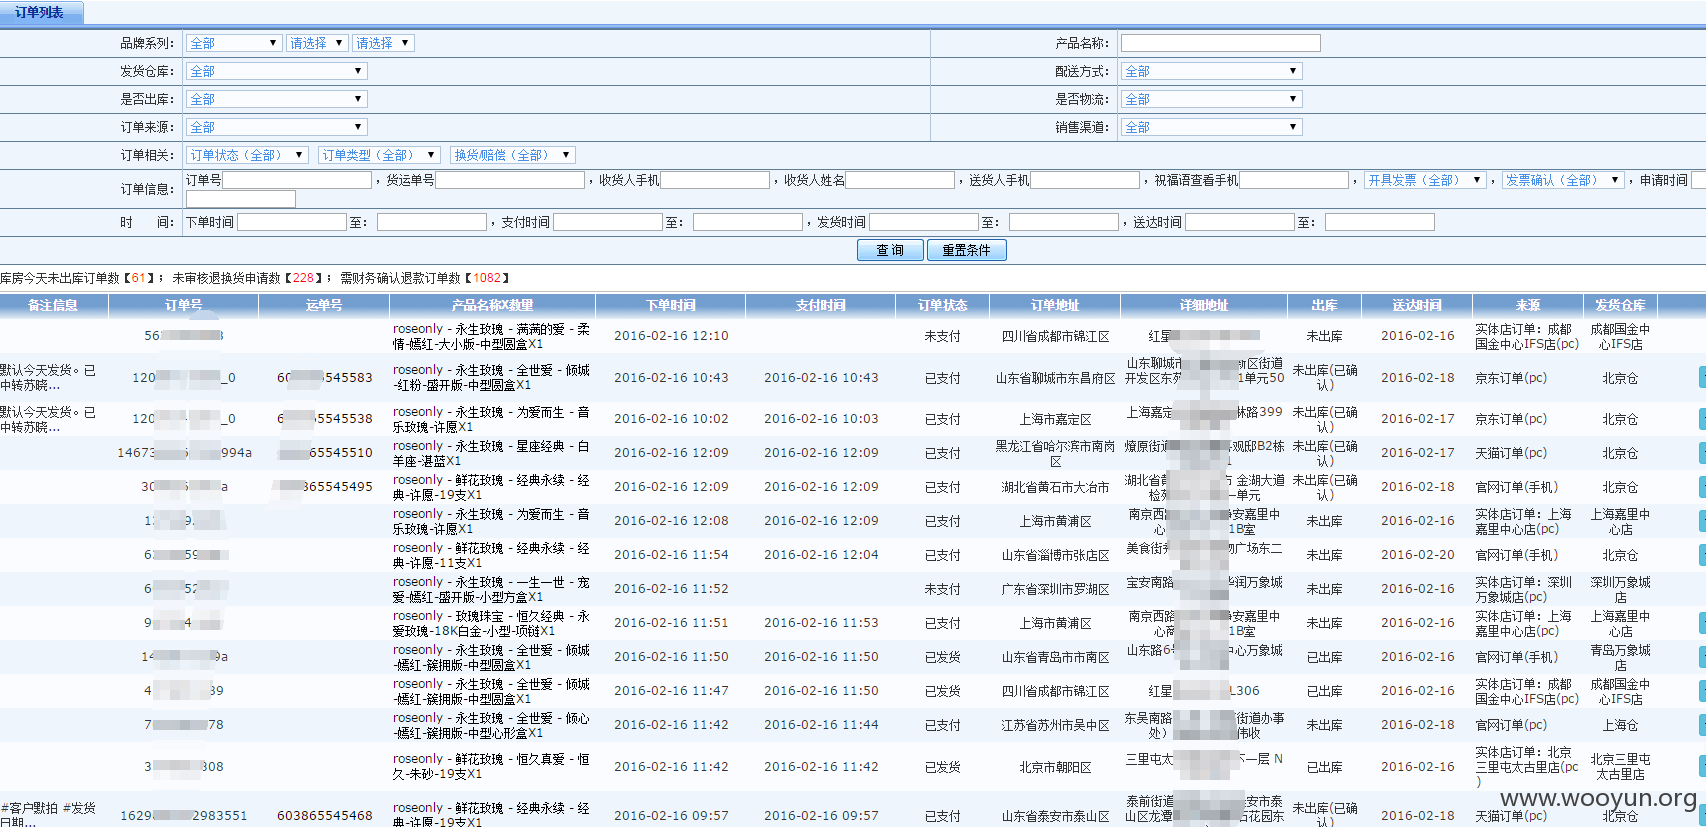 订单列表
品牌系列： 全部 请选择 请选择 产品名称：
发货仓库： 全部 配送方式： 全部
是否出库： 全部 是否物流： 全部
订单来源： 全部 销售渠道： 全部
订单相关： 订单状态（全部） 订单类型（全部） 换货/赔偿（全部）
订单信息： 订单号 ，货运单号 ，收货人手机 ，收货人姓名 ，送货人手机 ，祝福语查看手机 ， 开具发票（全部） ， 发票确认（全部） ，申请时间
时 间： 下单时间 至： ，支付时间 至： ，发货时间 至： ，送达时间 至：
查 询 重置条件
库房今天未出库订单数【61】； 未审核退换货申请数【228】； 需财务确认退款订单数【1082】
备注信息 订单号 运单号 产品名称X数量 下单时间 支付时间 订单状态 订单地址 详细地址 出库 送达时间 来源 发货仓库
56 roseonly - 永生玫瑰 - 满满的爱 - 柔 2016-02-16 12:10 未支付 四川省成都市锦江区 红星 未出库 2016-02-16 实体店订单：成都 成都国金中
情-嫣红-大小版-中型圆盒X1 国金中心IFS店(pc) 心IFS店
默认今天发货。已 120 _0 60 545583 roseonly - 永生玫瑰 - 全世爱 - 倾城 2016-02-16 10:43 2016-02-16 10:43 已支付 山东省聊城市东昌府区 山东聊城市 新区街道 未出库(已确 2016-02-18 京东订单(pc) 北京仓
中转苏晓... -红粉-盛开版-中型圆盒X1 开发区东苑 1单元50 认)
默认今天发货。已 120 _0 6 5545538 roseonly - 永生玫瑰 - 为爱而生 - 音 2016-02-16 10:02 2016-02-16 10:03 已支付 上海市嘉定区 上海嘉定 林路399 未出库(已确 2016-02-17 京东订单(pc) 北京仓
中转苏晓... 乐玫瑰-许愿X1 认)
14673 994a 65545510 roseonly - 永生玫瑰 - 星座经典 - 白 2016-02-16 12:09 2016-02-16 12:09 已支付 黑龙江省哈尔滨市南岗 燎原街道 观邸B2栋 未出库(已确 2016-02-17 天猫订单(pc) 北京仓
羊座-湛蓝X1 区 1 认)
30 a 865545495 roseonly - 鲜花玫瑰 - 经典永续 - 经 2016-02-16 12:09 2016-02-16 12:09 已支付 湖北省黄石市大冶市 湖北省 金湖大道 未出库(已确 2016-02-18 官网订单(手机) 北京仓
典-许愿-19支X1 检 一单元 认)
1 roseonly - 永生玫瑰 - 为爱而生 - 音 2016-02-16 12:08 2016-02-16 12:09 已支付 上海市黄浦区 南京西 安嘉里中 未出库 2016-02-16 实体店订单：上海 上海嘉里中
乐玫瑰-许愿X1 心 1B室 嘉里中心店(pc) 心店
6 59 roseonly - 鲜花玫瑰 - 经典永续 - 经 2016-02-16 11:54 2016-02-16 12:04 已支付 山东省淄博市张店区 美食街 物广场东二 未出库 2016-02-20 官网订单(手机) 北京仓
典-许愿-11支X1
6 52 roseonly - 永生玫瑰 - 一生一世 - 宠 2016-02-16 11:52 未支付 广东省深圳市罗湖区 宝安南路 华润万象城 未出库 2016-02-16 实体店订单：深圳 深圳万象城
爱-嫣红-盛开版-小型方盒X1 万象城店(pc) 店
9 4 roseonly - 玫瑰珠宝 - 恒久经典 - 永 2016-02-16 11:51 2016-02-16 11:53 已支付 上海市黄浦区 南京西路 安嘉里中 未出库 2016-02-16 实体店订单：上海 上海嘉里中
爱玫瑰-18K白金-小型-项链X1 心 1B室 嘉里中心店(pc) 心店
14 9a roseonly - 永生玫瑰 - 全世爱 - 倾城 2016-02-16 11:50 2016-02-16 11:50 已发货 山东省青岛市市南区 山东路6 中心万象城 已出库 2016-02-16 官网订单(手机) 青岛万象城
-嫣红-簇拥版-中型圆盒X1 店
4 39 roseonly - 永生玫瑰 - 全世爱 - 倾城 2016-02-16 11:47 2016-02-16 11:50 已发货 四川省成都市锦江区 红星 L306 已出库 2016-02-16 实体店订单：成都 成都国金中
-嫣红-簇拥版-中型圆盒X1 国金中心IFS店(pc) 心IFS店
7 78 roseonly - 永生玫瑰 - 全世爱 - 倾心 2016-02-16 11:42 2016-02-16 11:44 已支付 江苏省苏州市吴中区 东吴南路 街道办事 未出库 2016-02-18 官网订单(pc) 上海仓
-嫣红-簇拥版-中型心形盒X1 处） 伟收
3 808 roseonly - 鲜花玫瑰 - 恒久真爱 - 恒 2016-02-16 11:42 2016-02-16 11:42 已发货 北京市朝阳区 三里屯太 一层 N 已出库 2016-02-16 实体店订单：北京 北京三里屯
久-朱砂-19支X1 三里屯太古里店(pc 太古里店
)
#客户默拍 #发货 1629 2983551 603865545468 roseonly - 鲜花玫瑰 - 经典永续 - 经 2016-02-16 09:57 2016-02-16 09:57 已支付 山东省泰安市泰山区 泰前街道 安市泰 未出库(已确 2016-02-18 天猫订单(pc) 北京仓
日期... 典-许愿-19支X1 山区龙潭 花园东 认)
www.wooyun.org